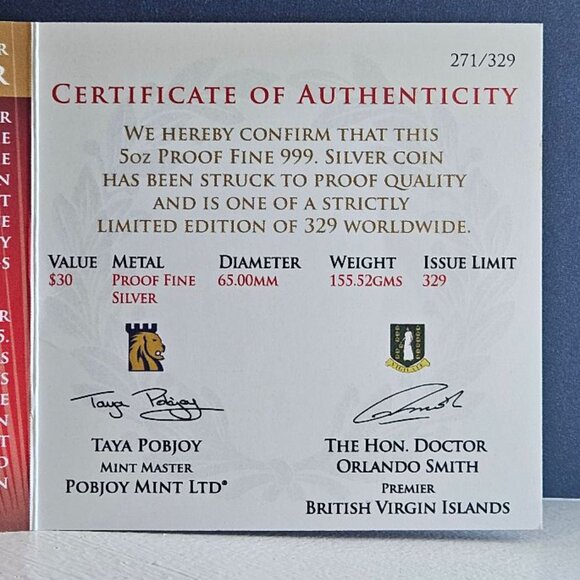 271/329
CERTIFICATE OF AUTHENTICITY
WE HEREBY CONFIRM THAT THIS
5OZ PROOF FINE 999. SILVER COIN
HAS BEEN STRUCK TO PROOF QUALITY
AND IS ONE OF A STRICTLY
LIMITED EDITION OF 329 WORLDWIDE.
VALUE METAL DIAMETER WEIGHT ISSUE LIMIT
$30 PROOF FINE 65.00MM 155.52GMS 329
SILVER
VIGILATE
Taya Pobjoy
TAYA POBJOY
MINT MASTER
POBJOY MINT LTD®
THE HON. DOCTOR
ORLANDO SMITH
PREMIER
BRITISH VIRGIN ISLANDS